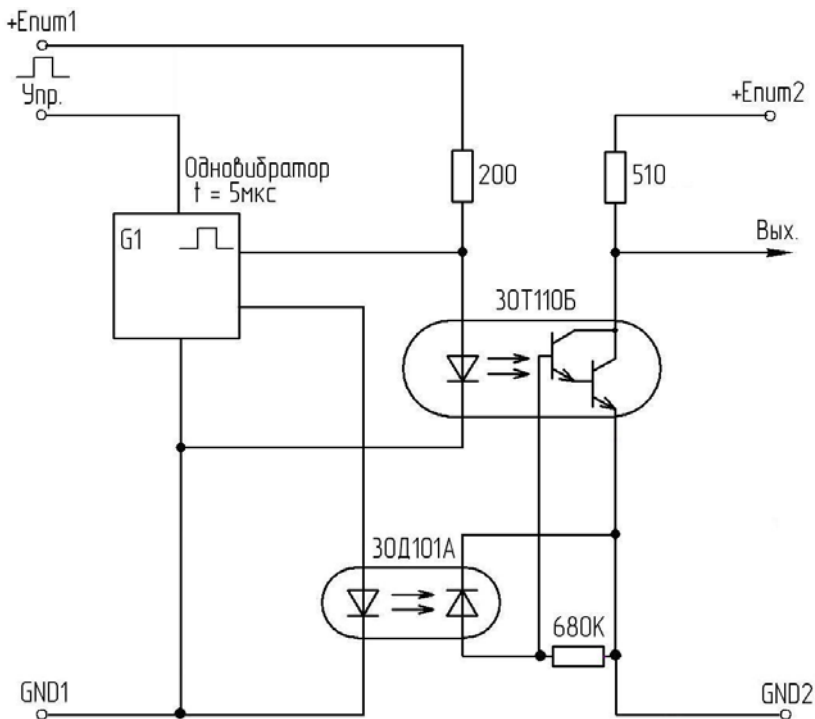 +Eпит1
Упр.
+Eпит2
Одновибратор
t = 5мкс
200
510
G1
Вых.
3ОТ110Б
3ОД101А
680К
GND1
GND2